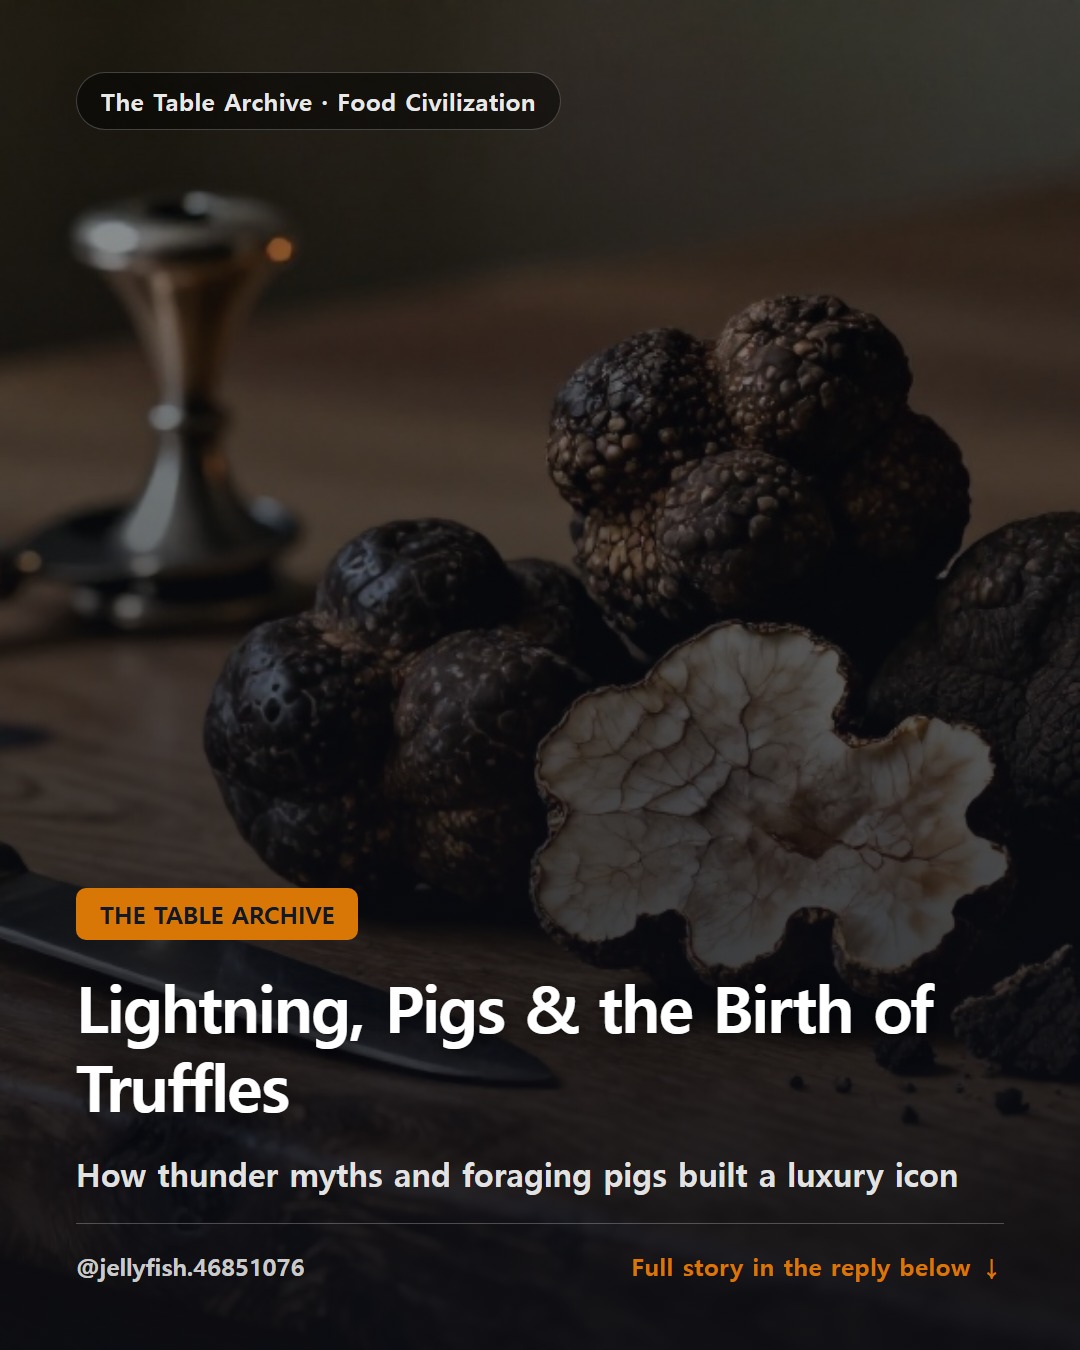 The Table Archive · Food Civilization
THE TABLE ARCHIVE
Lightning, Pigs & the Birth of
Truffles
How thunder myths and foraging pigs built a luxury icon
@jellyfish.46851076
Full story in the reply below ↓